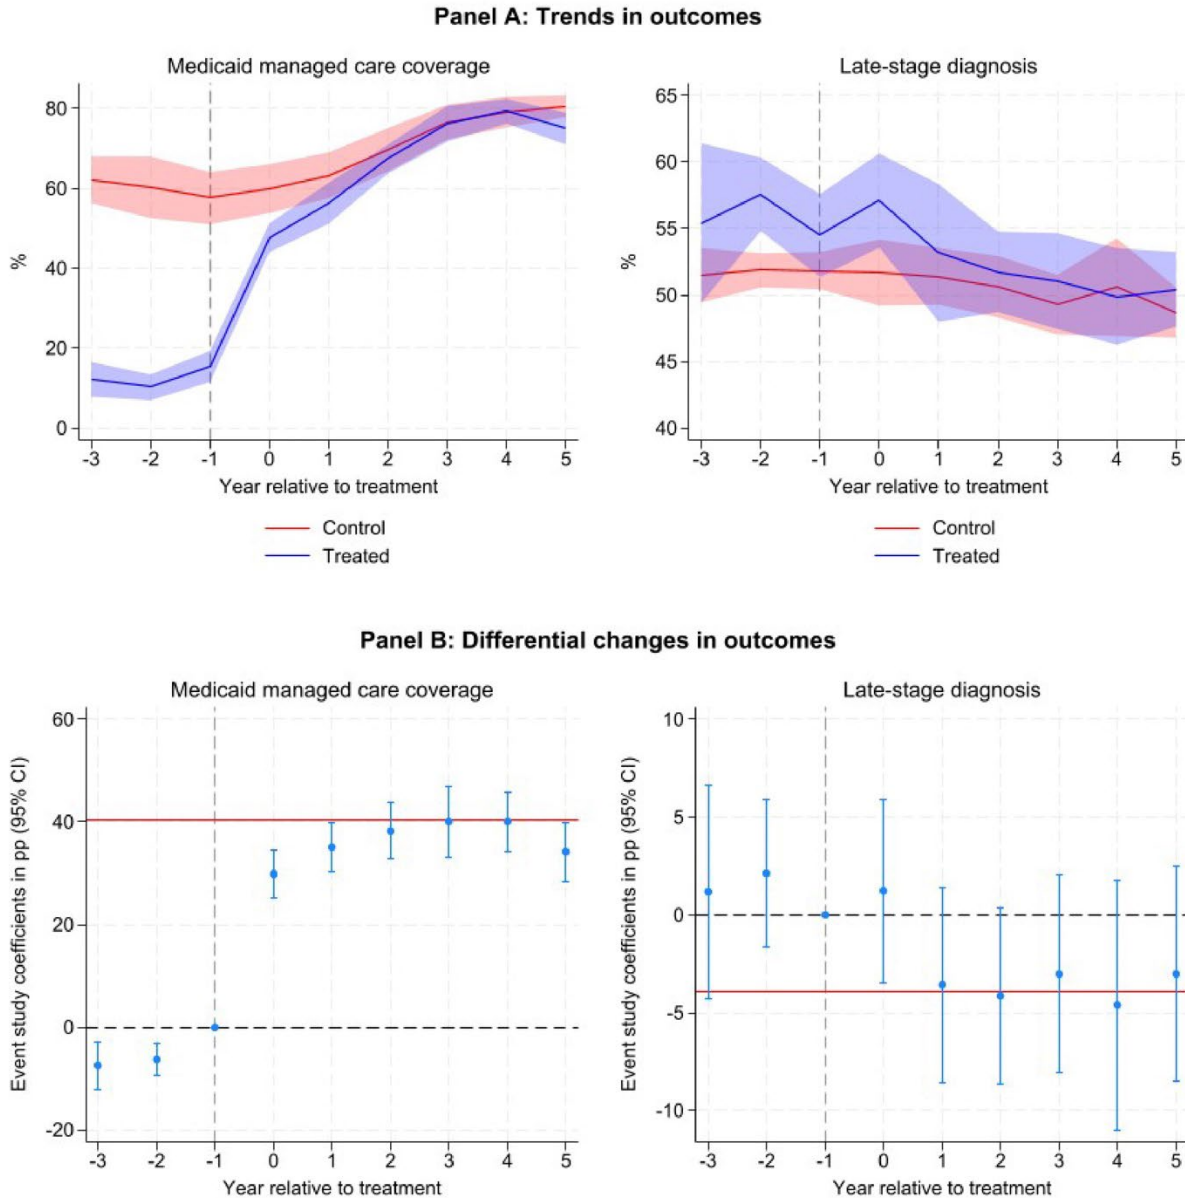 Panel A: Trends in outcomes
Medicaid managed care coverage
%
80
60
40
20
0
-3 -2 -1 0 1 2 3 4 5
Year relative to treatment
Control
Treated
Late-stage diagnosis
%
65
60
55
50
45
40
-3 -2 -1 0 1 2 3 4 5
Year relative to treatment
Control
Treated
Panel B: Differential changes in outcomes
Medicaid managed care coverage
Event study coefficients in pp (95% CI)
60
40
20
0
-20
-3 -2 -1 0 1 2 3 4 5
Year relative to treatment
Late-stage diagnosis
Event study coefficients in pp (95% CI)
10
5
0
-5
-10
-3 -2 -1 0 1 2 3 4 5
Year relative to treatment